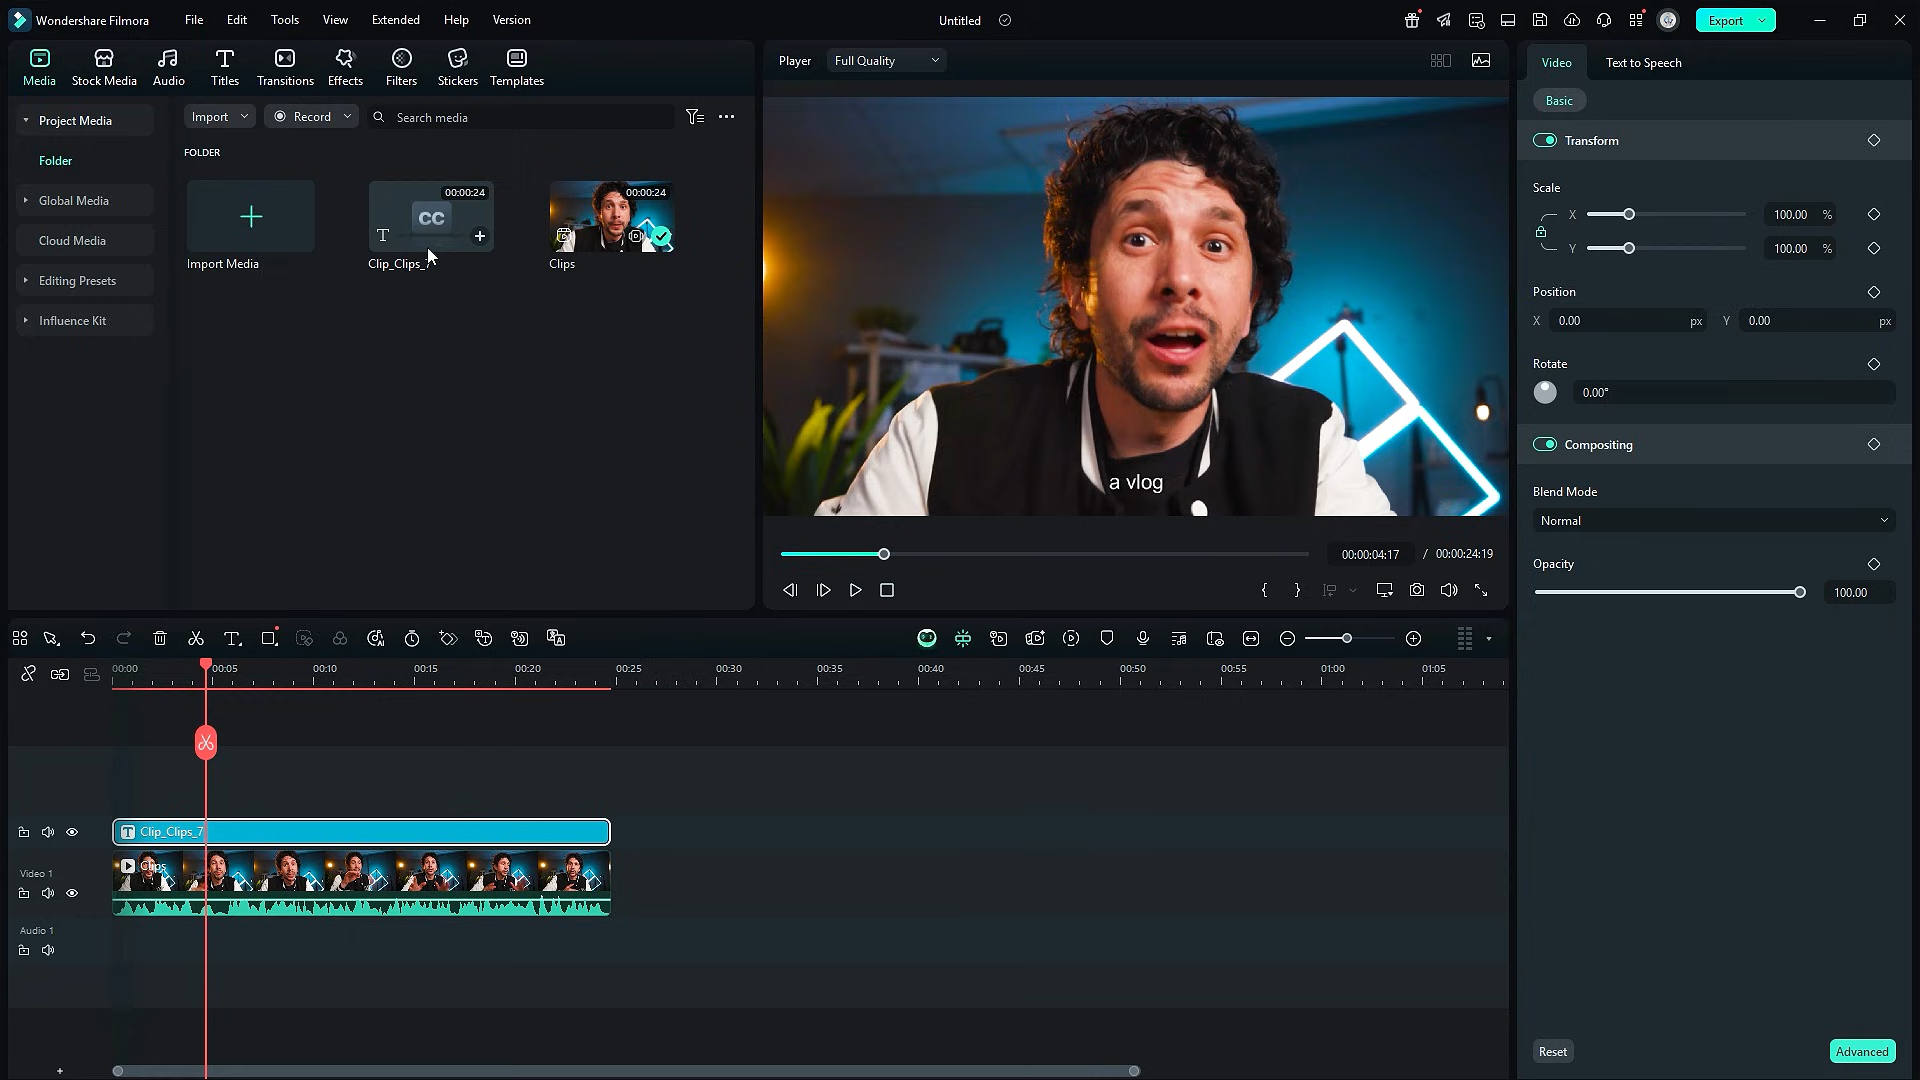 Wondershare Filmora
File Edit Tools View Extended Help Version
Untitled
Export
Media Stock Media Audio Titles Transitions Effects Filters Stickers Templates
Player Full Quality
Video Text to Speech
Basic
Project Media
Folder
Global Media
Cloud Media
Editing Presets
Influence Kit
Import Record Search media
FOLDER
00:00:24
CC
T
00:00:24
Import Media Clip_Clips_7 Clips
a vlog
00:00:04:17 / 00:00:24:19
Transform
Scale
X 100.00 %
Y 100.00 %
Position
X 0.00 px Y 0.00 px
Rotate
0.00°
Compositing
Blend Mode
Normal
Opacity
100.00
Reset Advanced
00:00 00:05 00:10 00:15 00:20 00:25 00:30 00:35 00:40 00:45 00:50 00:55 01:00 01:05
T Clip_Clips_7
Clips
Video 1
Audio 1